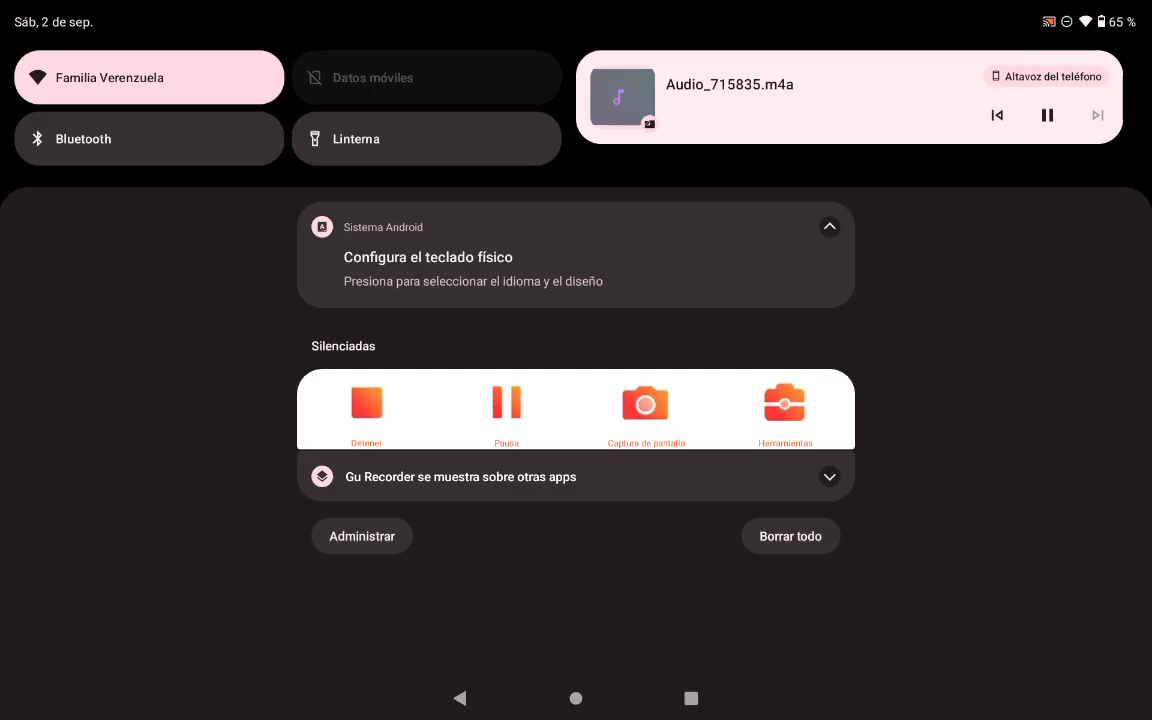 Sáb, 2 de sep.
65 %
Familia Verenzuela
Datos móviles
Bluetooth
Linterna
Audio_715835.m4a
Altavoz del teléfono
Sistema Android
Configura el teclado físico
Presiona para seleccionar el idioma y el diseño
Silenciadas
Detener
Pausa
Captura de pantalla
Herramientas
Gu Recorder se muestra sobre otras apps
Administrar
Borrar todo